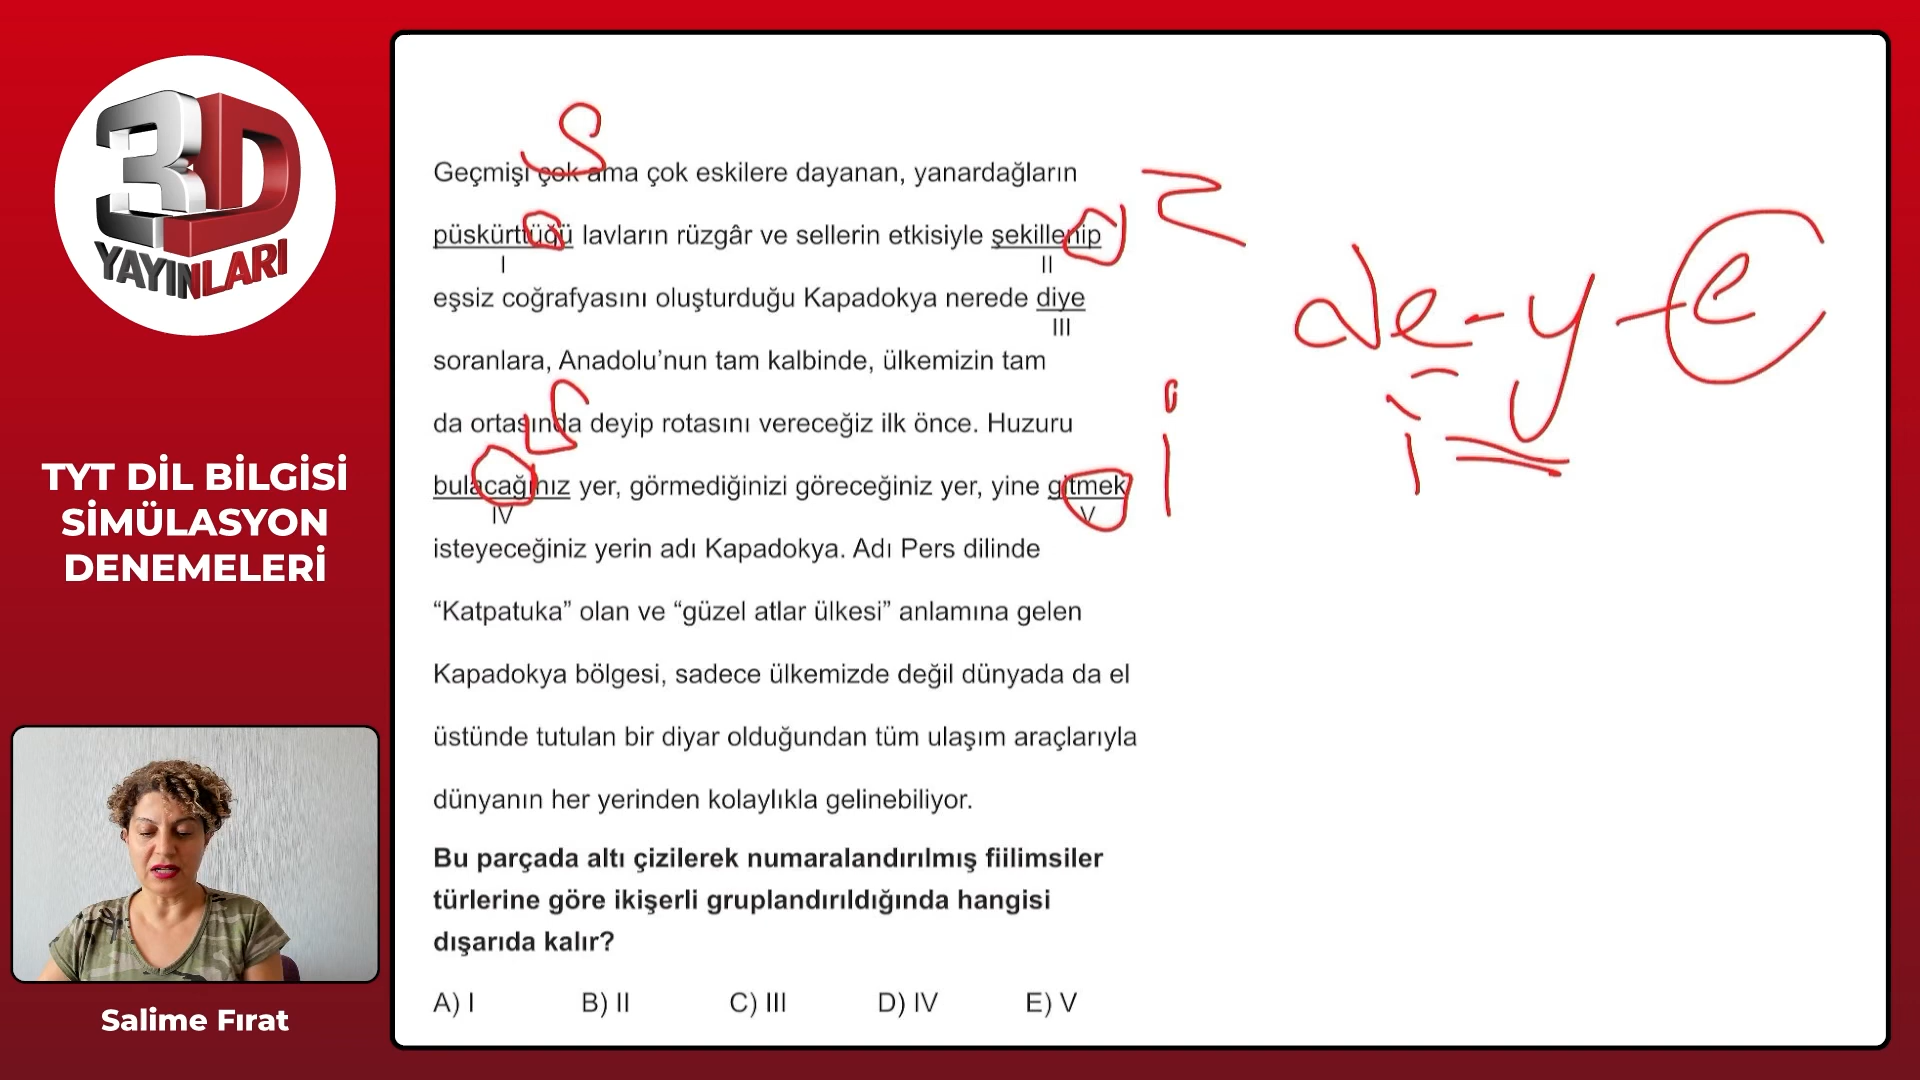 3D
YAYINLARI
TYT DİL BİLGİSİ
SİMÜLASYON
DENEMELERİ
Salime Fırat
S
Geçmişi çok ama çok eskilere dayanan, yanardağların
püskürttüğü lavların rüzgâr ve sellerin etkisiyle şekillenip
I II
eşsiz coğrafyasını oluşturduğu Kapadokya nerede diye
III
soranlara, Anadolu’nun tam kalbinde, ülkemizin tam
da ortasında deyip rotasını vereceğiz ilk önce. Huzuru
bulacağınız yer, görmediğinizi göreceğiniz yer, yine gitmek
IV V
isteyeceğiniz yerin adı Kapadokya. Adı Pers dilinde
“Katpatuka” olan ve “güzel atlar ülkesi” anlamına gelen
Kapadokya bölgesi, sadece ülkemizde değil dünyada da el
üstünde tutulan bir diyar olduğundan tüm ulaşım araçlarıyla
dünyanın her yerinden kolaylıkla gelinebiliyor.
Bu parçada altı çizilerek numaralandırılmış fiilimsiler
türlerine göre ikişerli gruplandırıldığında hangisi
dışarıda kalır?
A) I B) II C) III D) IV E) V
Z
de-y-e
i
i
S